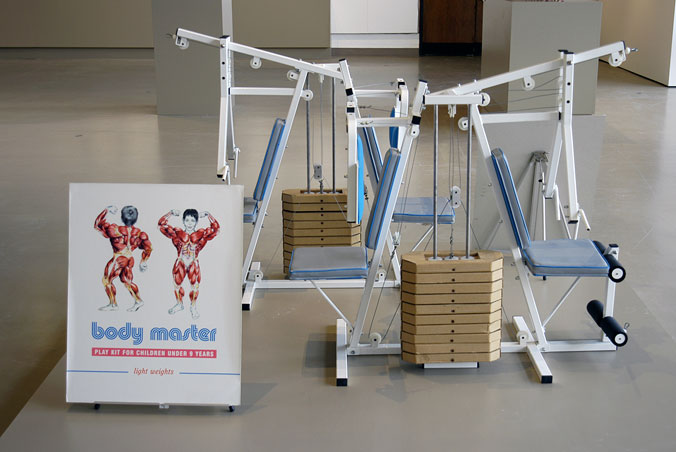 body master
PLAY KIT FOR CHILDREN UNDER 9 YEARS
light weights